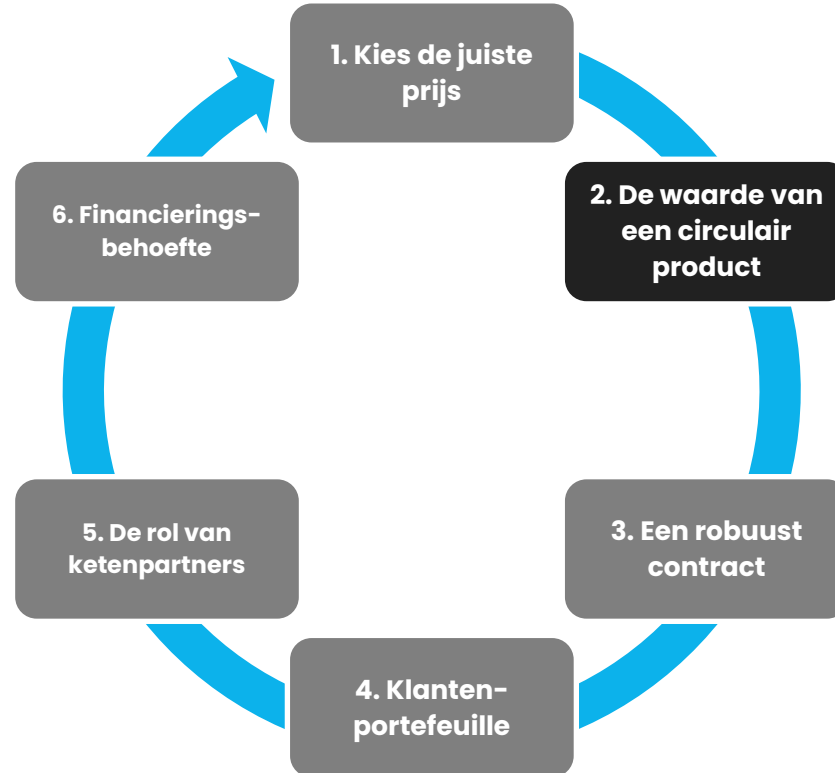 1. Kies de juiste
prijs
2. De waarde van
een circulair
product
3. Een robuust
contract
4. Klanten-
portefeuille
5. De rol van
ketenpartners
6. Financierings-
behoefte